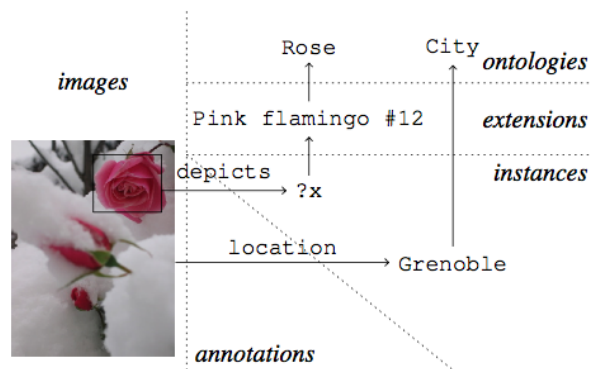 Rose
City
ontologies
images
Pink flamingo #12
extensions
depicts
instances
?x
location
Grenoble
annotations